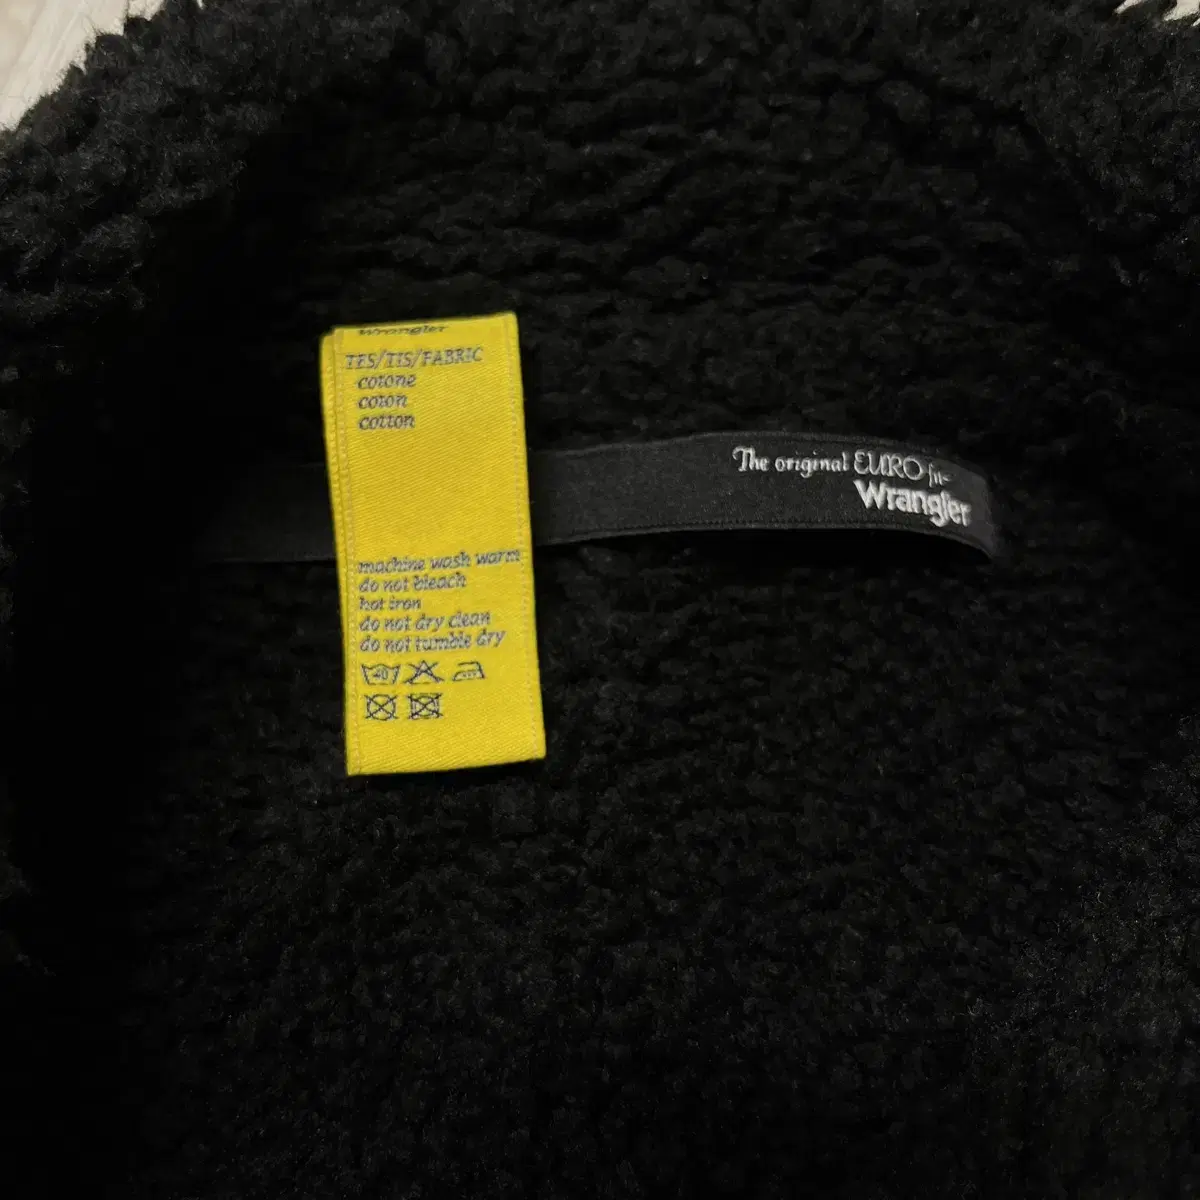 Wrangler
TES/TIS/FABRIC
cotone
coton
cotton
machine wash warm
do not bleach
hot iron
do not dry clean
do not tumble dry
40
The original EURO fit-
Wrangler